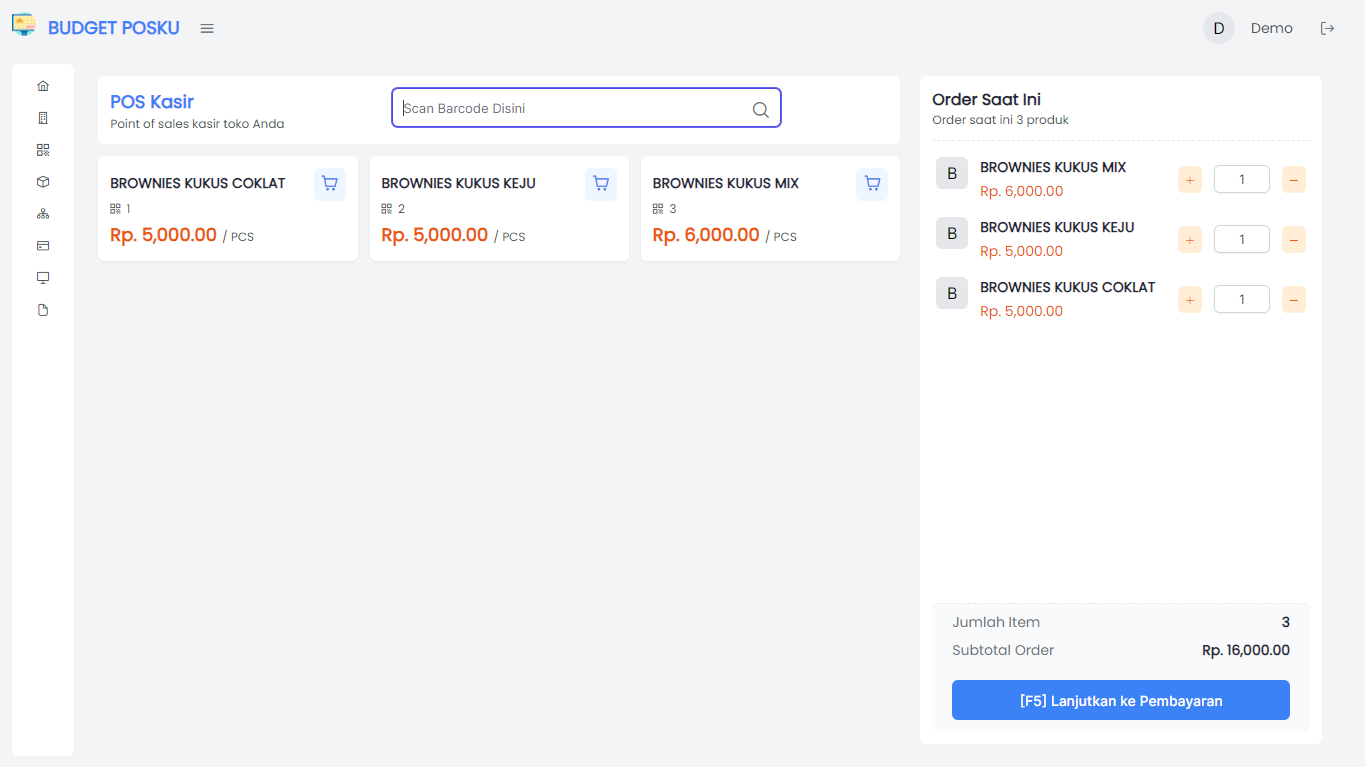 BUDGET POSKU
D
Demo
POS Kasir
Point of sales kasir toko Anda
Scan Barcode Disini
BROWNIES KUKUS COKLAT
1
Rp. 5,000.00 / PCS
BROWNIES KUKUS KEJU
2
Rp. 5,000.00 / PCS
BROWNIES KUKUS MIX
3
Rp. 6,000.00 / PCS
Order Saat Ini
Order saat ini 3 produk
B
BROWNIES KUKUS MIX
Rp. 6,000.00
+ 1 −
B
BROWNIES KUKUS KEJU
Rp. 5,000.00
+ 1 −
B
BROWNIES KUKUS COKLAT
Rp. 5,000.00
+ 1 −
Jumlah Item 3
Subtotal Order Rp. 16,000.00
[F5] Lanjutkan ke Pembayaran